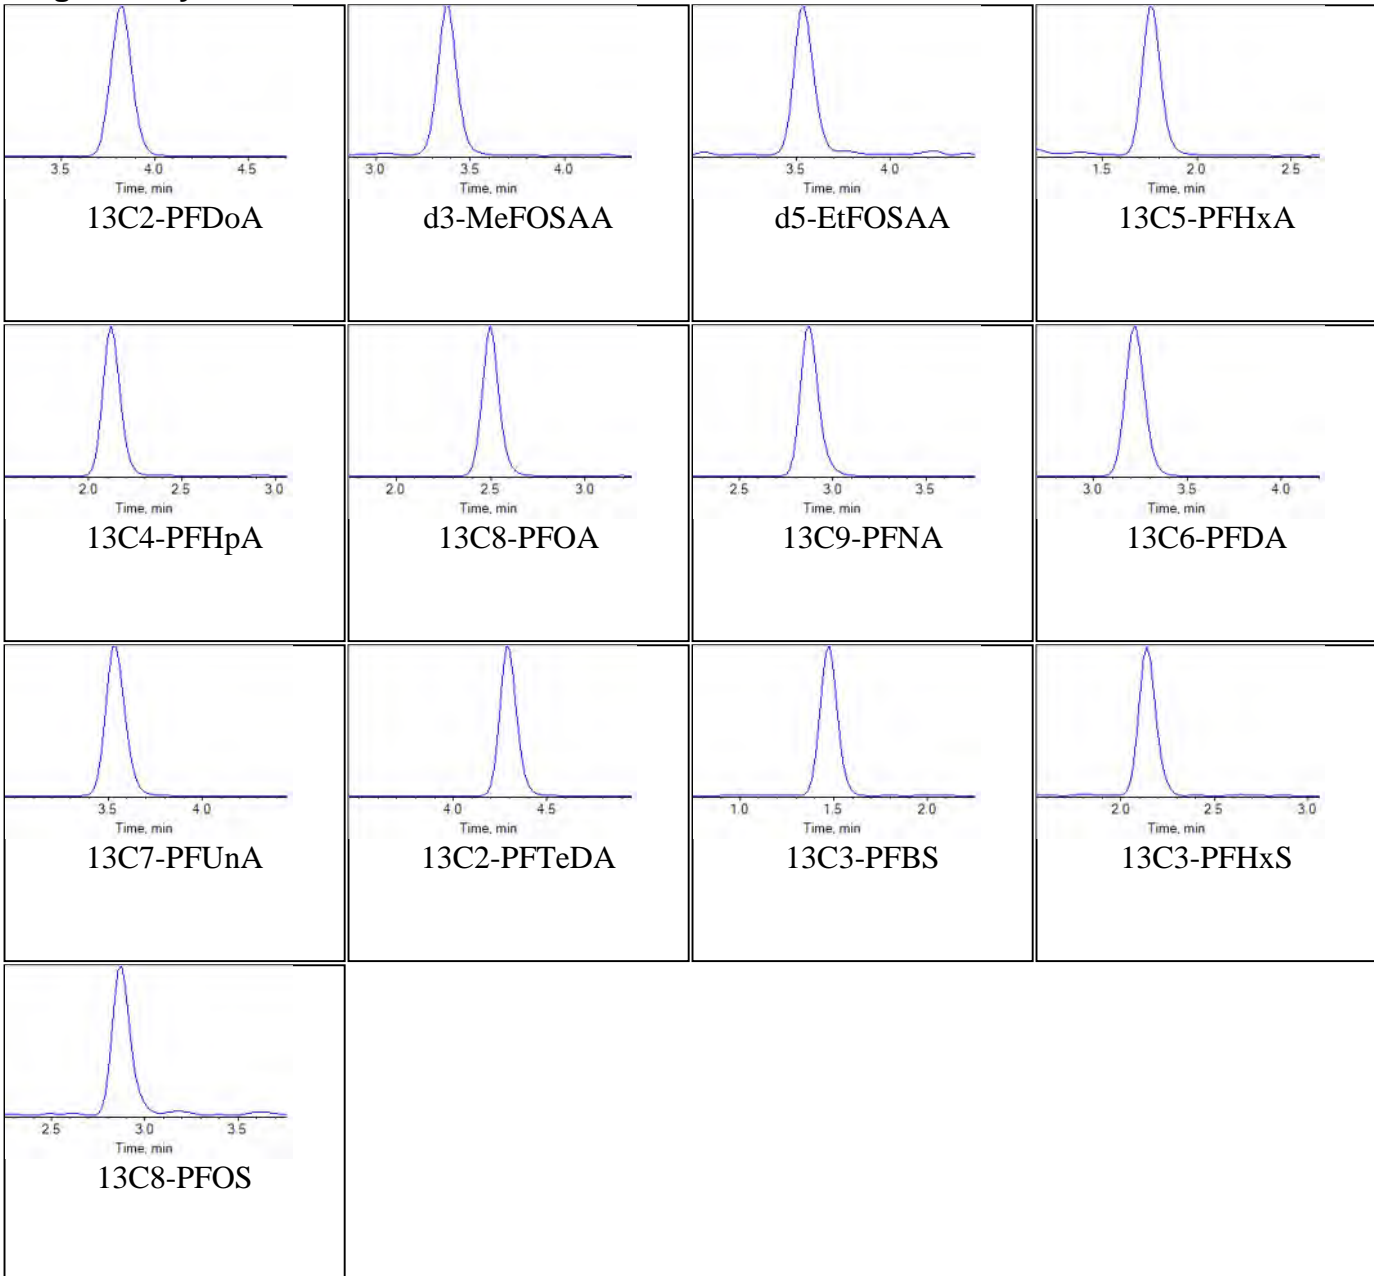 3.5 4.0 4.5
Time, min
13C2-PFDoA
3.0 3.5 4.0
Time, min
d3-MeFOSAA
3.5 4.0
Time, min
d5-EtFOSAA
1.5 2.0 2.5
Time, min
13C5-PFHxA
2.0 2.5 3.0
Time, min
13C4-PFHpA
2.0 2.5 3.0
Time, min
13C8-PFOA
2.5 3.0 3.5
Time, min
13C9-PFNA
3.0 3.5 4.0
Time, min
13C6-PFDA
3.5 4.0
Time, min
13C7-PFUnA
4.0 4.5
Time, min
13C2-PFTeDA
1.0 1.5 2.0
Time, min
13C3-PFBS
2.0 2.5 3.0
Time, min
13C3-PFHxS
2.5 3.0 3.5
Time, min
13C8-PFOS